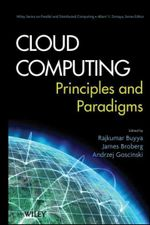 Wiley Series on Parallel and Distributed Computing • Albert Y. Zomaya, Series Editor
CLOUD
COMPUTING
Principles and
Paradigms
Edited by
Rajkumar Buyya
James Broberg
Andrzej Goscinski
WILEY